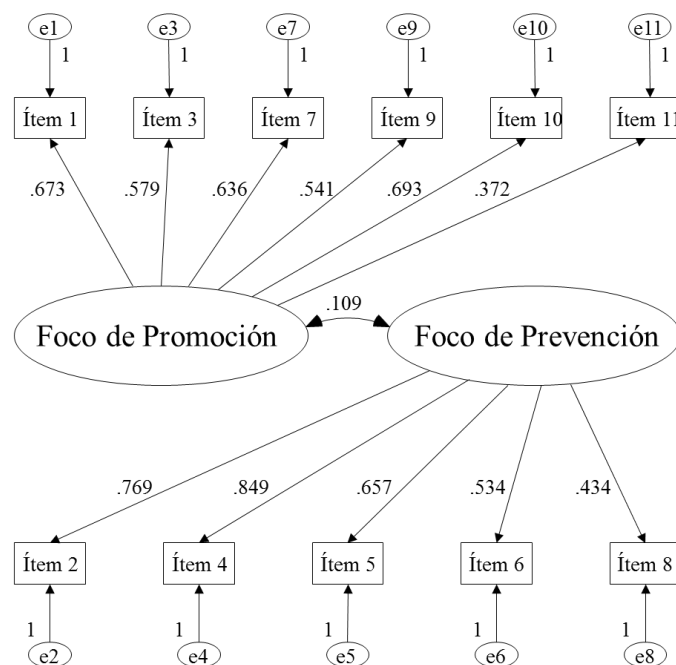 e1 e3 e7 e9 e10 e11
1 1 1 1 1 1
Ítem 1 Ítem 3 Ítem 7 Ítem 9 Ítem 10 Ítem 11
.673 .579 .636 .541 .693 .372
.109
Foco de Promoción Foco de Prevención
.769 .849 .657 .534 .434
Ítem 2 Ítem 4 Ítem 5 Ítem 6 Ítem 8
1 1 1 1 1
e2 e4 e5 e6 e8